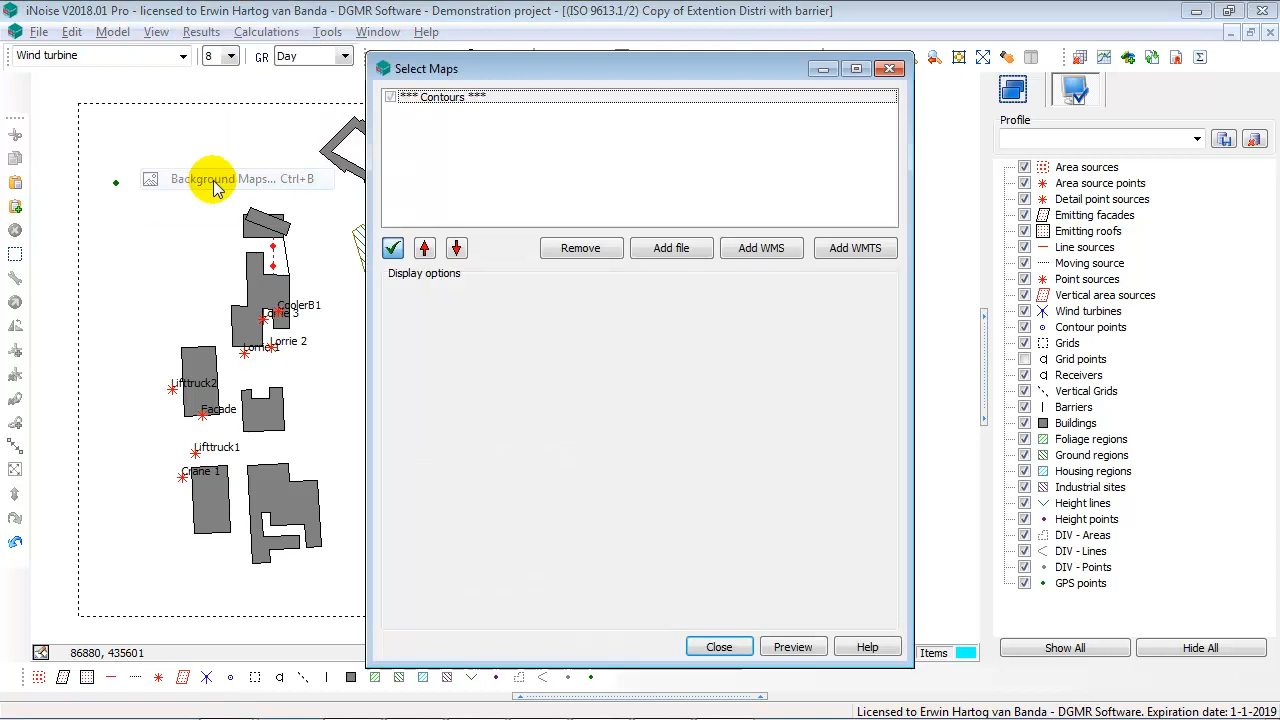 iNoise V2018.01 Pro - licensed to Erwin Hartog van Banda - DGMR Software - Demonstration project - [(ISO 9613.1/2) Copy of Extention Distri with barrier]
File Edit Model View Results Calculations Tools Window Help
Wind turbine 8 GR Day
Select Maps
*** Contours ***
Remove Add file Add WMS Add WMTS
Display options
Close Preview Help
Background Maps... Ctrl+B
CoolerB1
Lorrie 2
Lifttruck2
Facade
Lifttruck1
Crane 1
Profile
Area sources
Area source points
Detail point sources
Emitting facades
Emitting roofs
Line sources
Moving source
Point sources
Vertical area sources
Wind turbines
Contour points
Grids
Grid points
Receivers
Vertical Grids
Barriers
Buildings
Foliage regions
Ground regions
Housing regions
Industrial sites
Height lines
Height points
DIV - Areas
DIV - Lines
DIV - Points
GPS points
Show All Hide All
86880, 435601
Items
Licensed to Erwin Hartog van Banda - DGMR Software. Expiration date: 1-1-2019